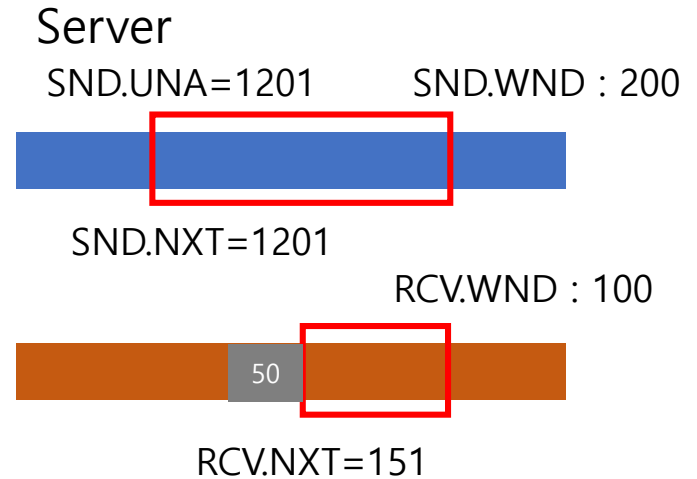 Server
SND.UNA=1201 SND.WND : 200
SND.NXT=1201
RCV.WND : 100
50
RCV.NXT=151